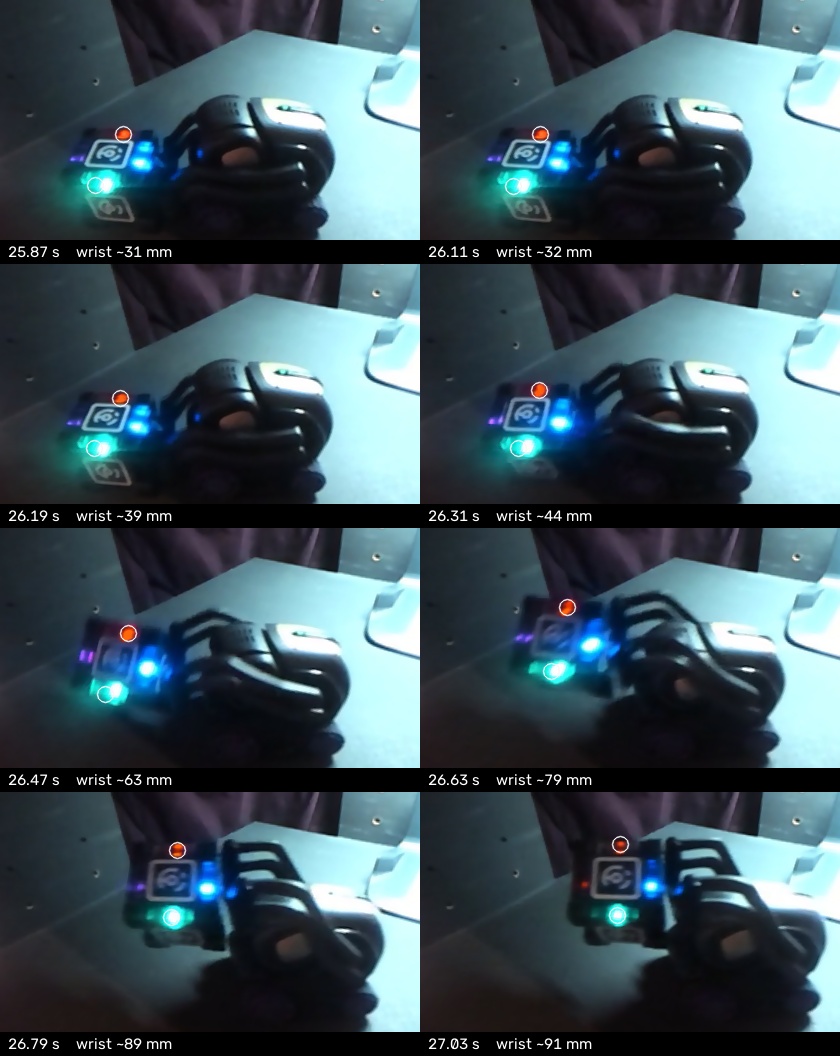 25.87 s wrist ~31 mm
26.11 s wrist ~32 mm
26.19 s wrist ~39 mm
26.31 s wrist ~44 mm
26.47 s wrist ~63 mm
26.63 s wrist ~79 mm
26.79 s wrist ~89 mm
27.03 s wrist ~91 mm